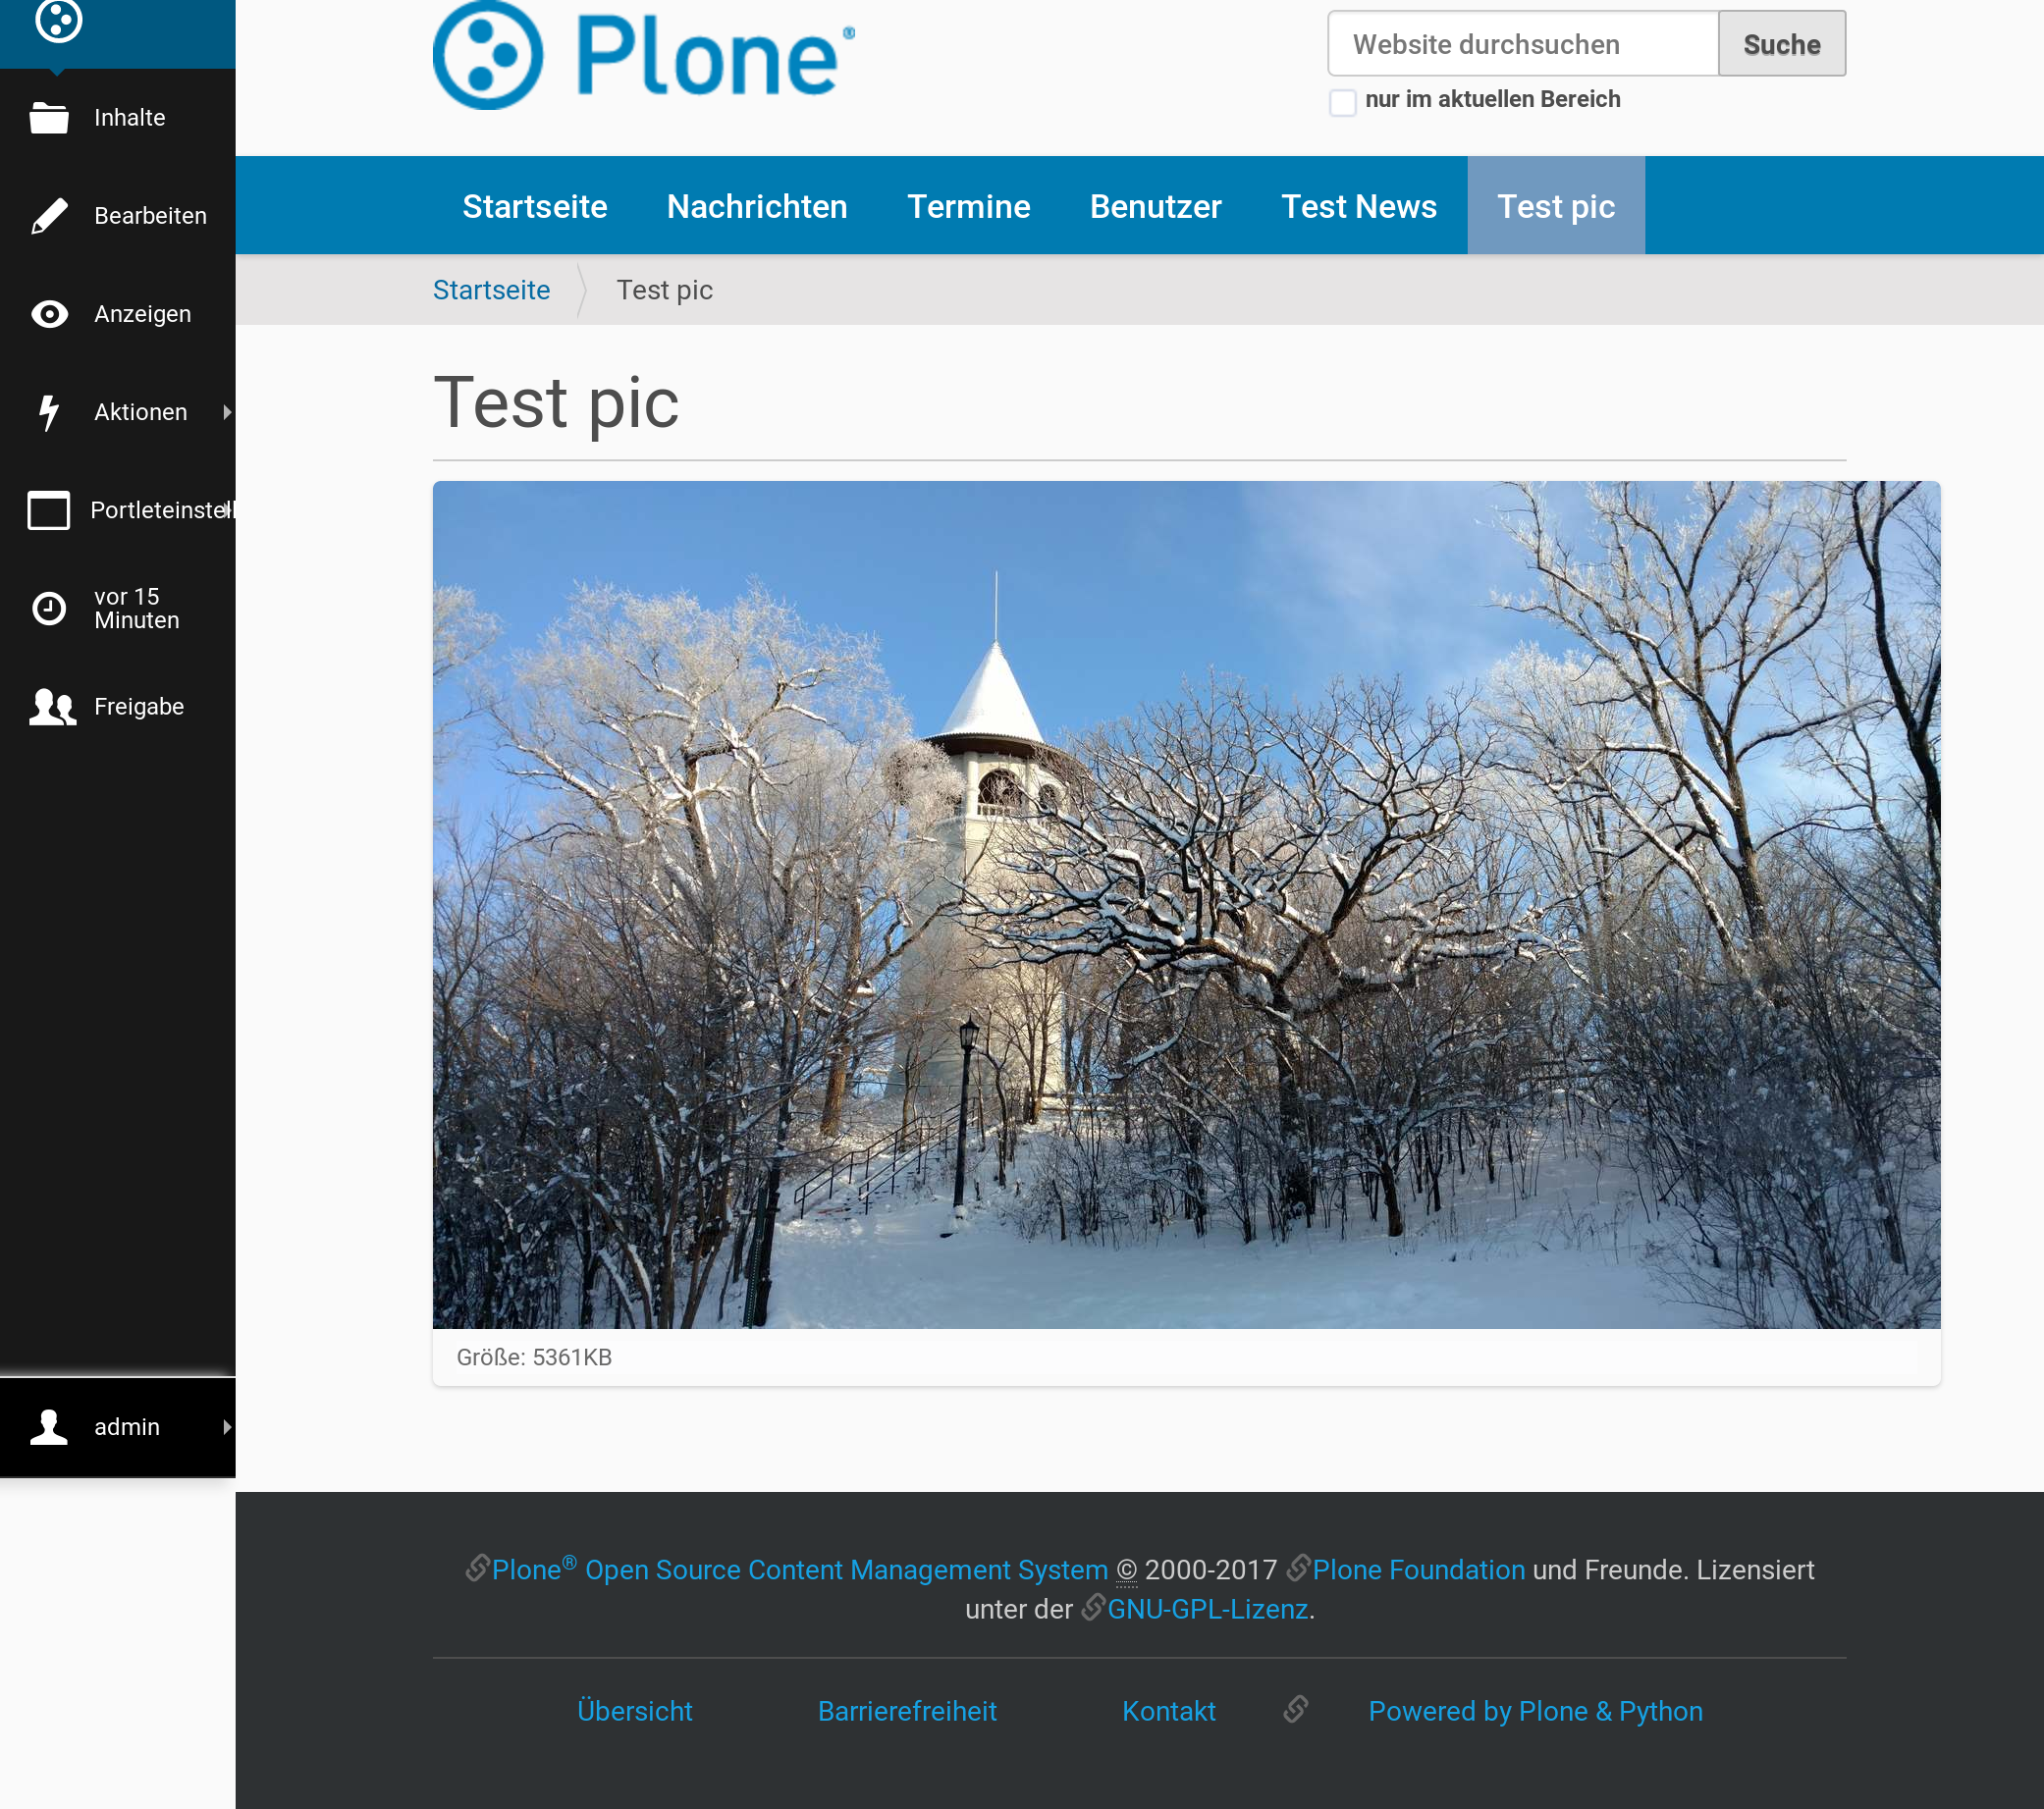 Plone®
Website durchsuchen
Suche
nur im aktuellen Bereich
Inhalte
Bearbeiten
Anzeigen
Aktionen
Portleteinstell
vor 15
Minuten
Freigabe
admin
Startseite Nachrichten Termine Benutzer Test News Test pic
Startseite Test pic
Test pic
Größe: 5361KB
Plone® Open Source Content Management System © 2000-2017 Plone Foundation und Freunde. Lizensiert
unter der GNU-GPL-Lizenz.
Übersicht Barrierefreiheit Kontakt Powered by Plone & Python